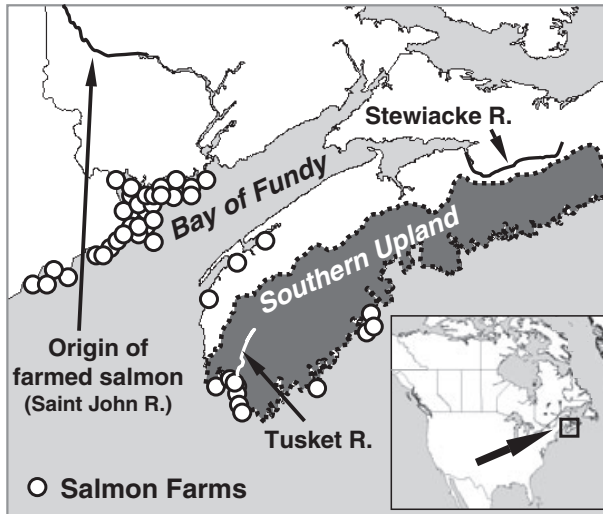 Stewiacke R.
Bay of Fundy
Southern Upland
Origin of
farmed salmon
(Saint John R.)
Tusket R.
Salmon Farms